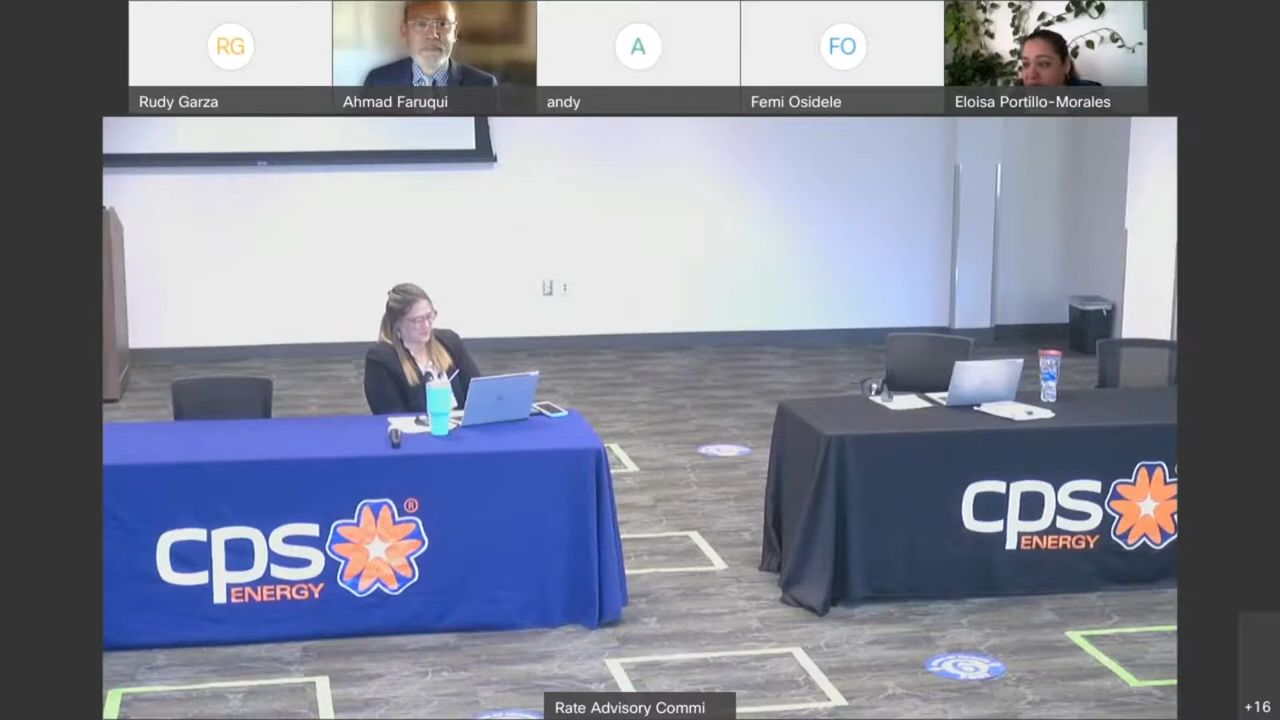 RG
A
FO
Rudy Garza
Ahmad Faruqui
andy
Femi Osidele
Eloisa Portillo-Morales
cps
ENERGY
®
cps
ENERGY
Rate Advisory Commi
+16